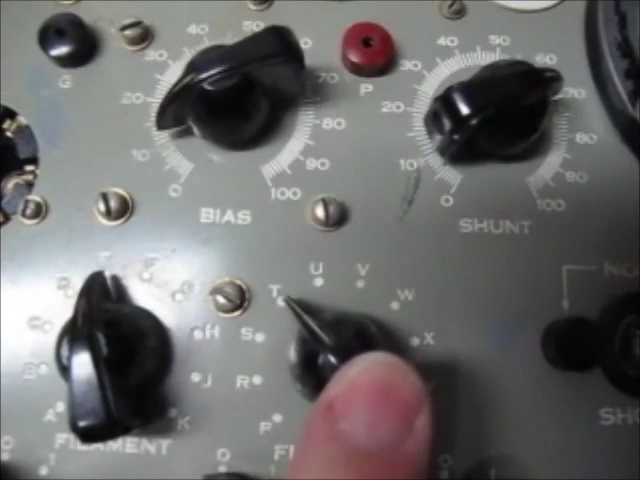 G
P
30 40 50
20 70
10 80
0 90
100
BIAS
30 40 50 60
20 70
10 80
0 90
100
SHUNT
T U V
W
S X
R
P
H
J
K
B
A
FILAMENT
NO
SHO